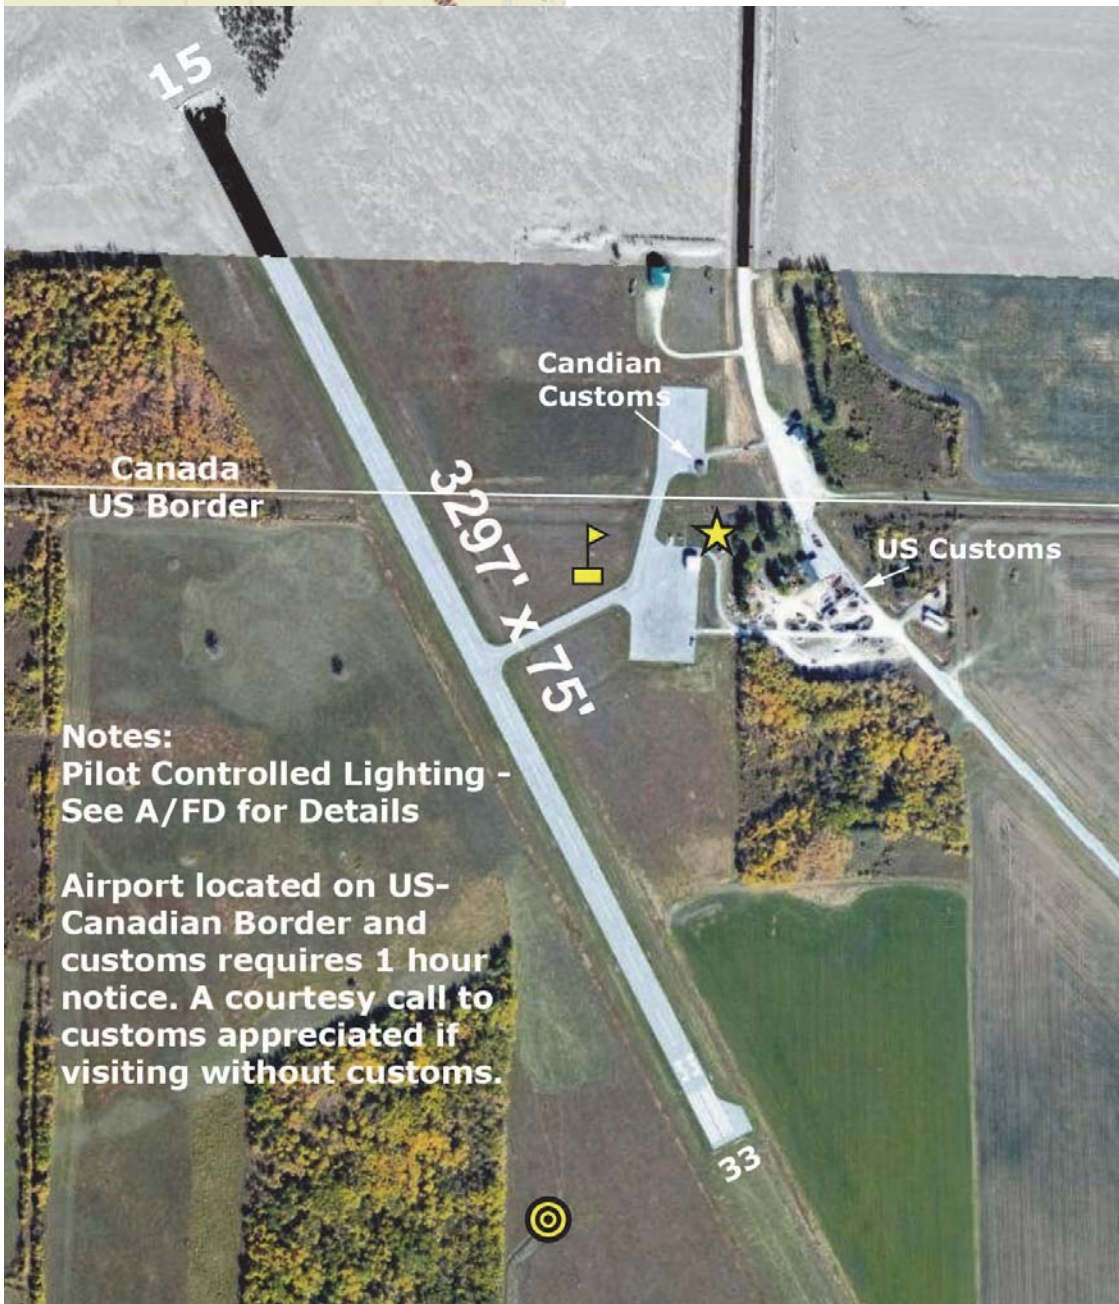 15
Candian
Customs
Canada
US Border
3297' x 75'
US Customs
Notes:
Pilot Controlled Lighting -
See A/FD for Details
Airport located on US-
Canadian Border and
customs requires 1 hour
notice. A courtesy call to
customs appreciated if
visiting without customs.
33